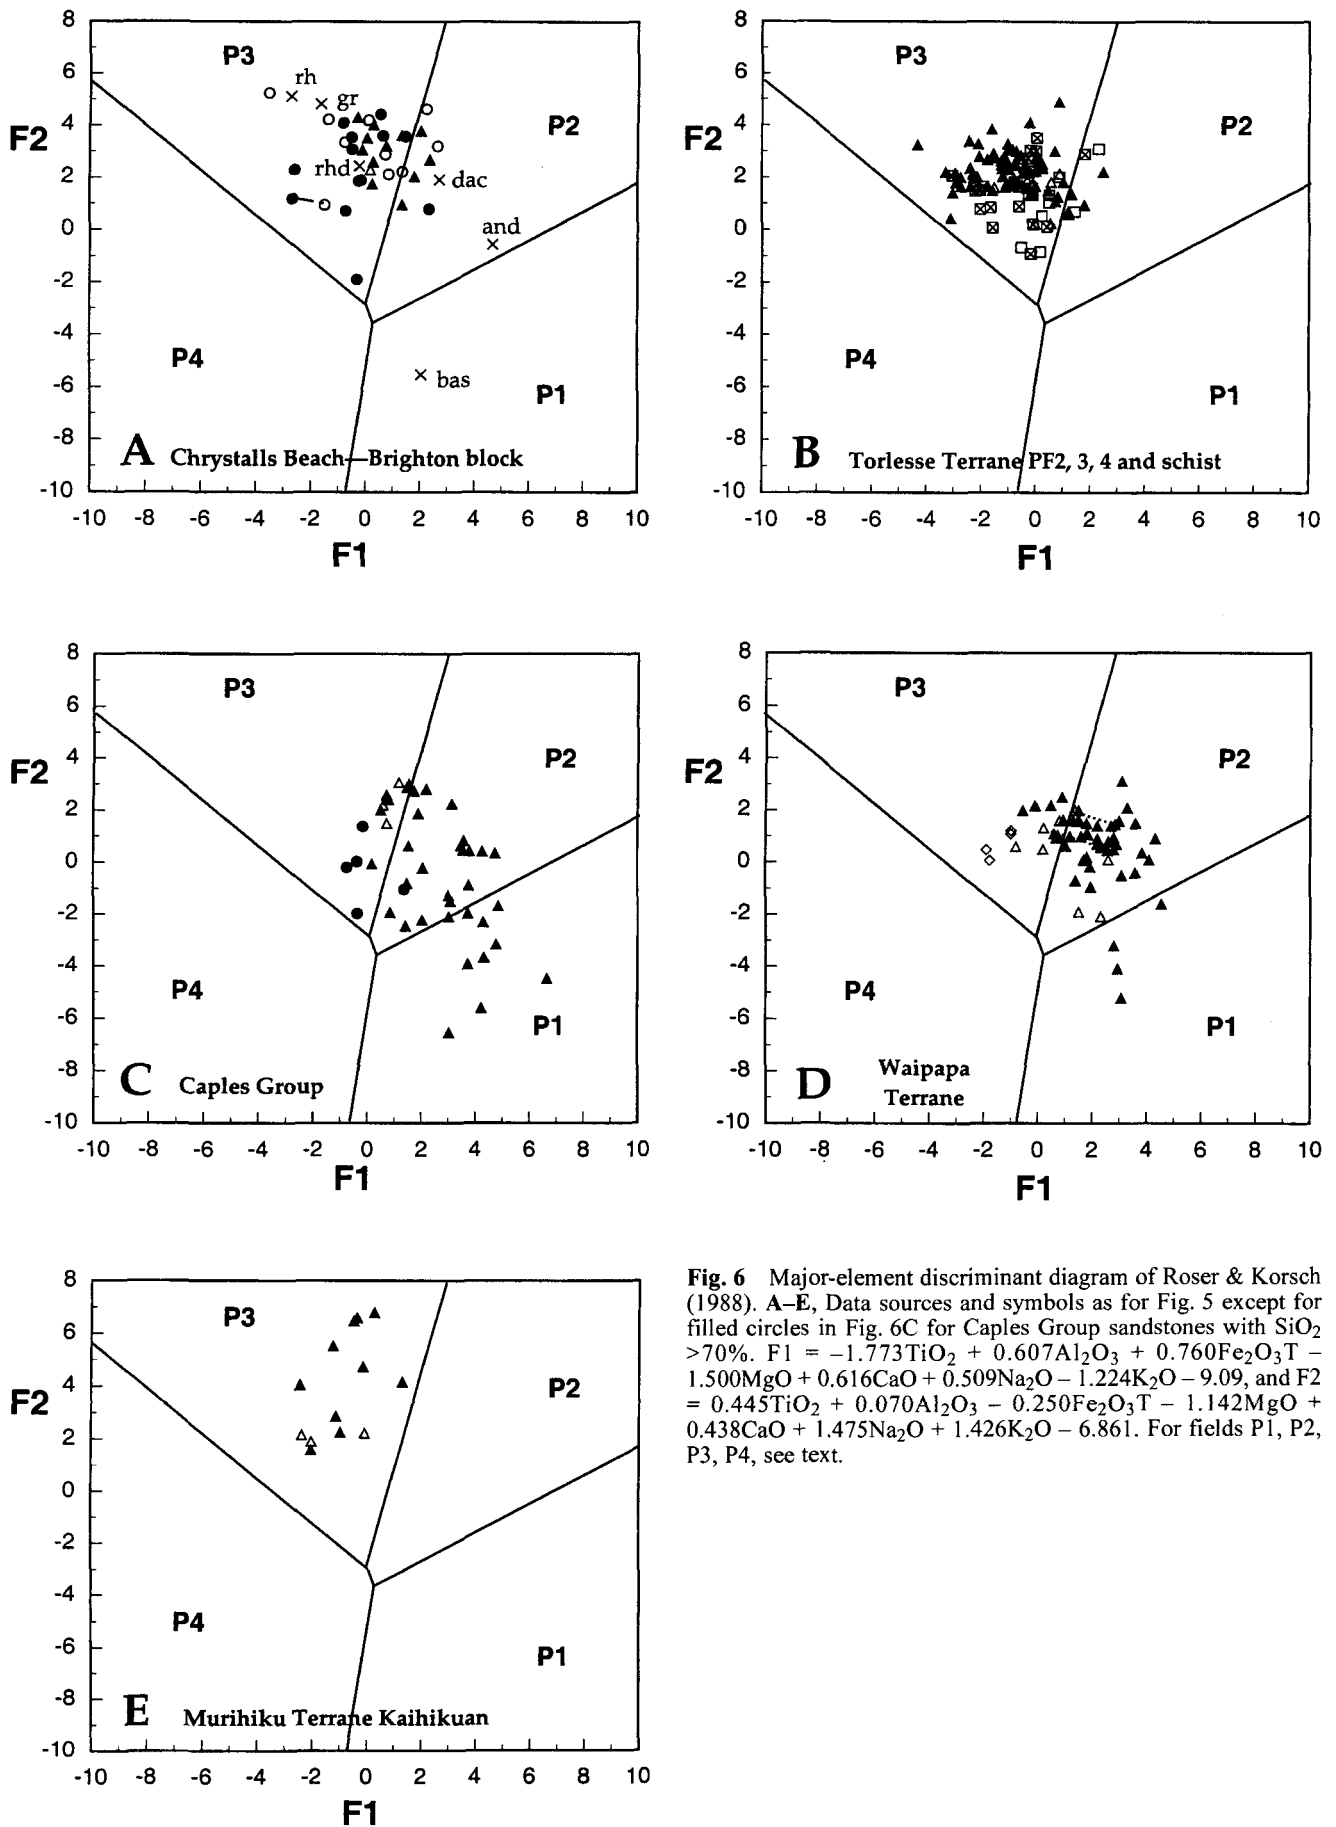 8
6
4
2
0
-2
-4
-6
-8
-10
F2
P3
P2
P4
P1
rh
gr
rhd
dac
and
bas
A Chrystalls Beach—Brighton block
-10 -8 -6 -4 -2 0 2 4 6 8 10
F1
8
6
4
2
0
-2
-4
-6
-8
-10
F2
P3
P2
P4
P1
B Torlesse Terrane PF2, 3, 4 and schist
-10 -8 -6 -4 -2 0 2 4 6 8 10
F1
8
6
4
2
0
-2
-4
-6
-8
-10
F2
P3
P2
P4
P1
C Caples Group
-10 -8 -6 -4 -2 0 2 4 6 8 10
F1
8
6
4
2
0
-2
-4
-6
-8
-10
F2
P3
P2
P4
P1
D Waipapa
Terrane
-10 -8 -6 -4 -2 0 2 4 6 8 10
F1
8
6
4
2
0
-2
-4
-6
-8
-10
F2
P3
P2
P4
P1
E Murihiku Terrane Kaihikuan
-10 -8 -6 -4 -2 0 2 4 6 8 10
F1
Fig. 6 Major-element discriminant diagram of Roser & Korsch
(1988). A–E, Data sources and symbols as for Fig. 5 except for
filled circles in Fig. 6C for Caples Group sandstones with SiO₂
>70%. F1 = −1.773TiO₂ + 0.607Al₂O₃ + 0.760Fe₂O₃T −
1.500MgO + 0.616CaO + 0.509Na₂O − 1.224K₂O − 9.09, and F2
= 0.445TiO₂ + 0.070Al₂O₃ − 0.250Fe₂O₃T − 1.142MgO +
0.438CaO + 1.475Na₂O + 1.426K₂O − 6.861. For fields P1, P2,
P3, P4, see text.